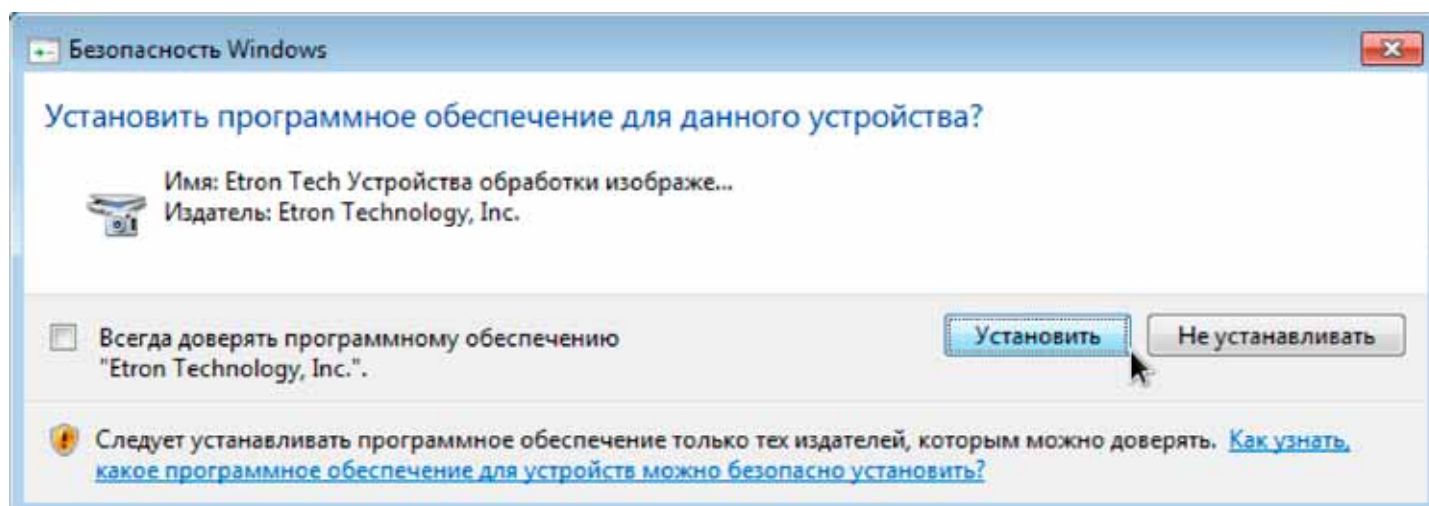 Безопасность Windows
Установить программное обеспечение для данного устройства?
Имя: Etron Tech Устройства обработки изображе...
Издатель: Etron Technology, Inc.
Всегда доверять программному обеспечению
"Etron Technology, Inc.".
Установить
Не устанавливать
Следует устанавливать программное обеспечение только тех издателей, которым можно доверять. Как узнать,
какое программное обеспечение для устройств можно безопасно установить?